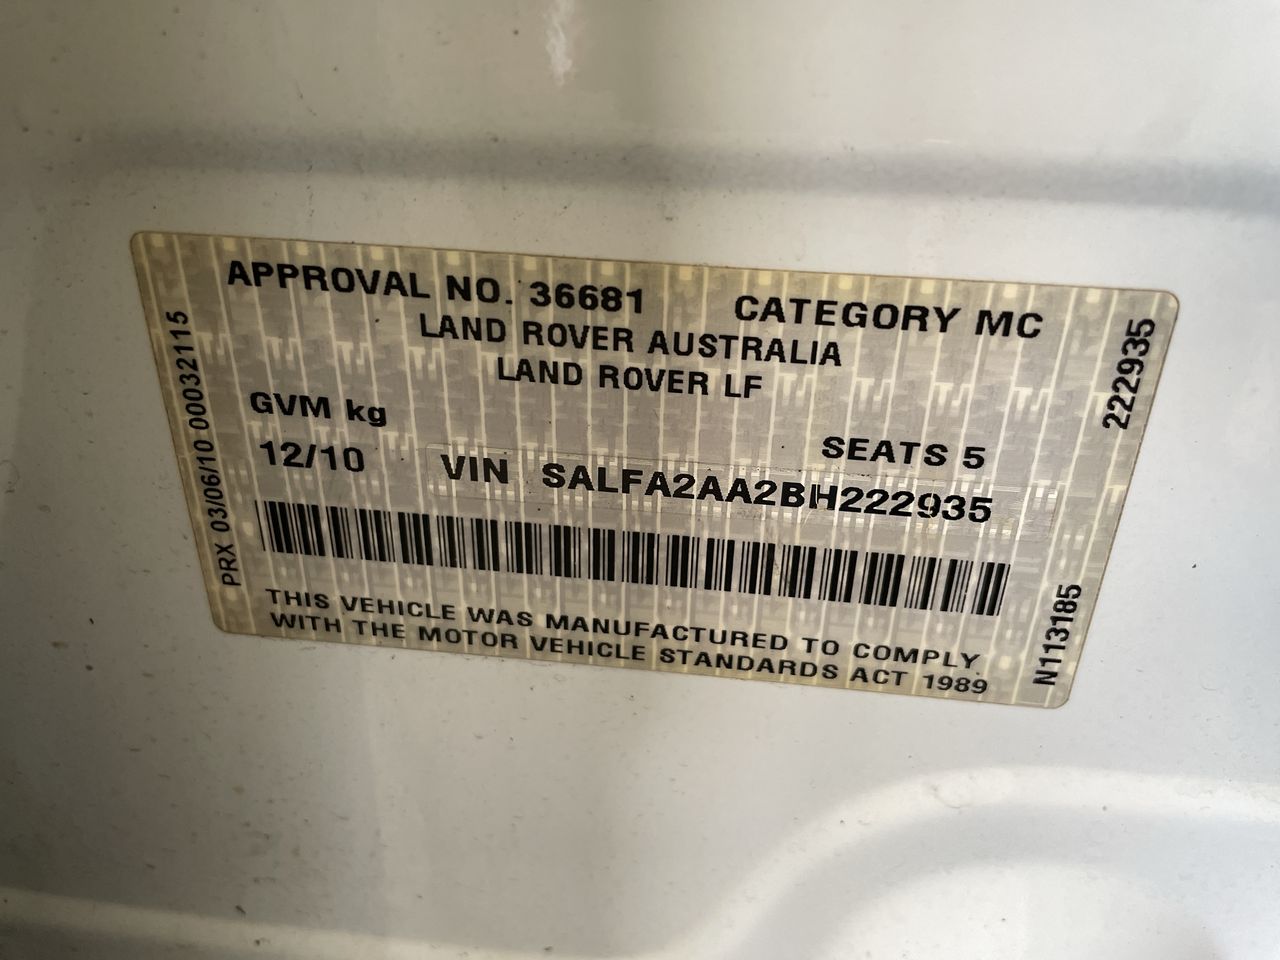 APPROVAL NO. 36681 CATEGORY MC
LAND ROVER AUSTRALIA
LAND ROVER LF
GVM kg
SEATS 5
12/10 VIN SALFA2AA2BH222935
THIS VEHICLE WAS MANUFACTURED TO COMPLY
WITH THE MOTOR VEHICLE STANDARDS ACT 1989
PRX 03/06/10 00032115
222935
N113185